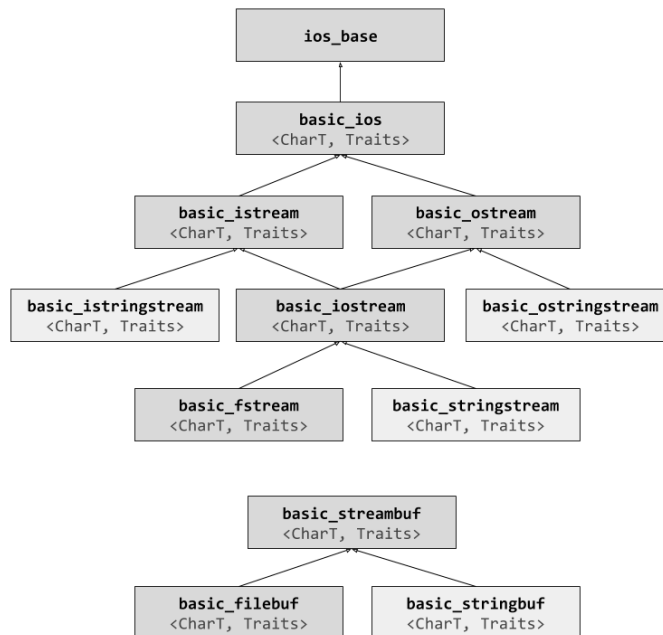 ios_base
basic_ios
<CharT, Traits>
basic_istream
<CharT, Traits>
basic_ostream
<CharT, Traits>
basic_istringstream
<CharT, Traits>
basic_iostream
<CharT, Traits>
basic_ostringstream
<CharT, Traits>
basic_fstream
<CharT, Traits>
basic_stringstream
<CharT, Traits>
basic_streambuf
<CharT, Traits>
basic_filebuf
<CharT, Traits>
basic_stringbuf
<CharT, Traits>